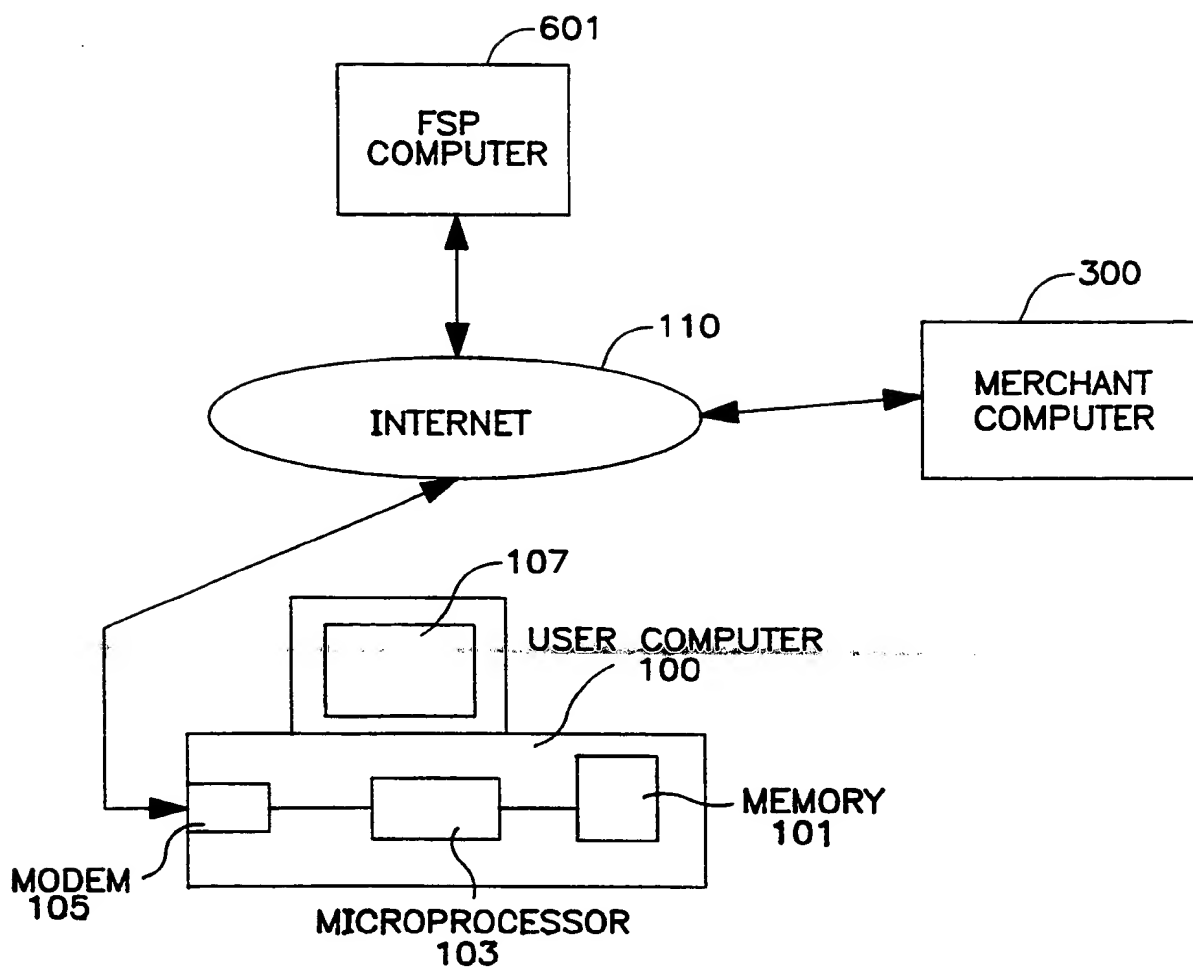 601
FSP
COMPUTER
300
110
MERCHANT
COMPUTER
INTERNET
107
USER COMPUTER
100
MEMORY
101
MODEM
105
MICROPROCESSOR
103